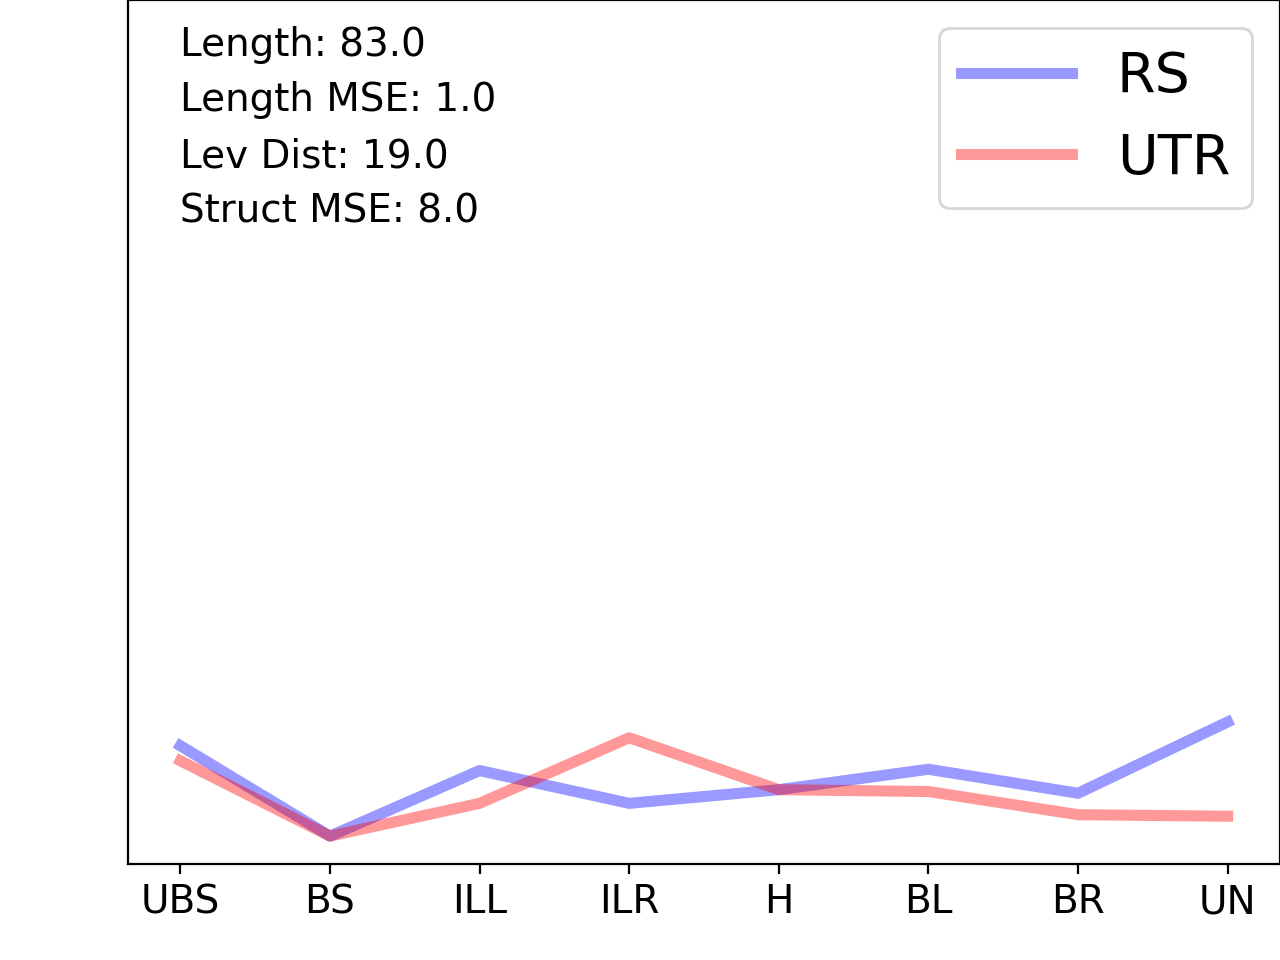 Length: 83.0
Length MSE: 1.0
Lev Dist: 19.0
Struct MSE: 8.0
RS
UTR
UBS BS ILL ILR H BL BR UN